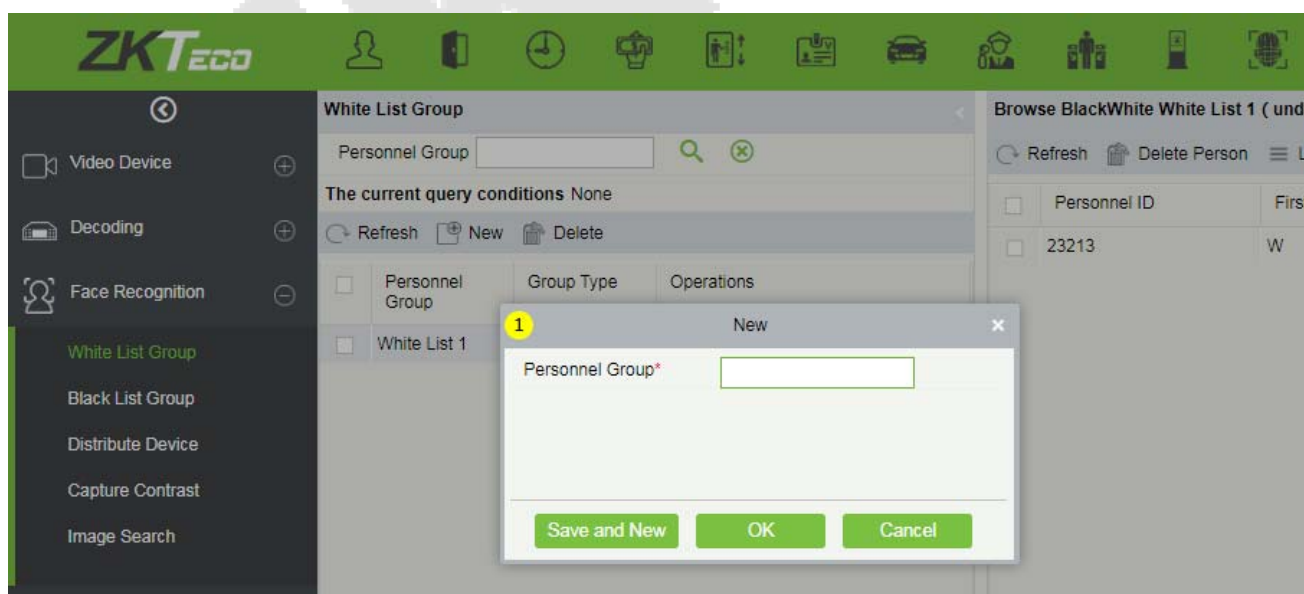 ZKTECO
White List Group
Browse BlackWhite White List 1 ( und
Video Device
Personnel Group
Refresh Delete Person L
The current query conditions None
Personnel ID Firs
Decoding
Refresh New Delete
23213 W
Face Recognition
Personnel Group Group Type Operations
1 New ×
White List Group
White List 1
Personnel Group*
Black List Group
Distribute Device
Capture Contrast
Save and New OK Cancel
Image Search